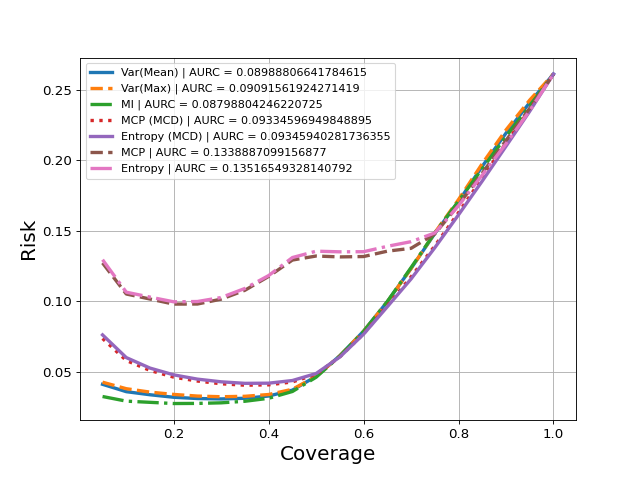 Var(Mean) | AURC = 0.08988806641784615
Var(Max) | AURC = 0.09091561924271419
MI | AURC = 0.08798804246220725
MCP (MCD) | AURC = 0.09334596949848895
Entropy (MCD) | AURC = 0.09345940281736355
MCP | AURC = 0.1338887099156877
Entropy | AURC = 0.13516549328140792
0.25
0.20
0.15
0.10
0.05
Risk
0.2 0.4 0.6 0.8 1.0
Coverage